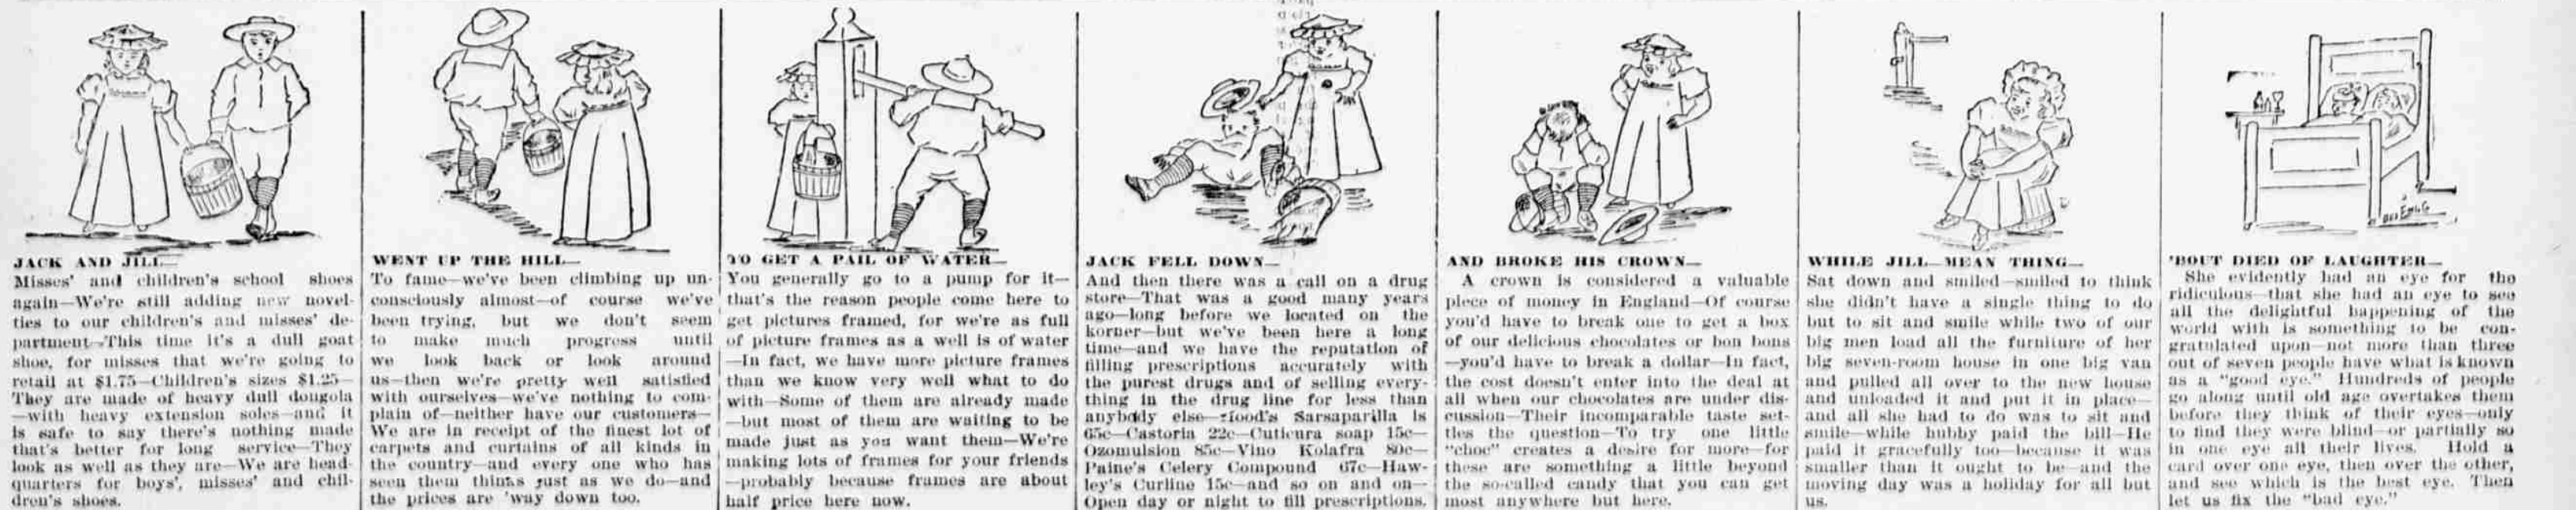 JACK AND JILL—
Misses' and children's school shoes
again—We're still adding new novel-
ties to our children's and misses' de-
partment—This time it's a dull goat
shoe, for misses that we're going to
retail at $1.75—Children's sizes $1.25—
They are made of heavy dull dongola
—with heavy extension soles—and it
is safe to say there's nothing made
that's better for long service—They
look as well as they are—We are head-
quarters for boys', misses' and chil-
dren's shoes.
WENT UP THE HILL—
To fame—we've been climbing up un-
consciously almost—of course we've
been trying, but we don't seem
to make much progress until
we look back or look around
us—then we're pretty well satisfied
with ourselves—we've nothing to com-
plain of—neither have our customers—
We are in receipt of the finest lot of
carpets and curtains of all kinds in
the country—and every one who has
seen them thinks just as we do—and
the prices are 'way down too.
TO GET A PAIL OF WATER—
You generally go to a pump for it—
that's the reason people come here to
get pictures framed, for we're as full
of picture frames as a well is of water
—In fact, we have more picture frames
than we know very well what to do
with—Some of them are already made
—but most of them are waiting to be
made just as you want them—We're
making lots of frames for your friends
—probably because frames are about
half price here now.
JACK FELL DOWN—
And then there was a call on a drug
store—That was a good many years
ago—long before we located on the
korner—but we've been here a long
time—and we have the reputation of
filling prescriptions accurately with
the purest drugs and of selling every-
thing in the drug line for less than
anybody else—Hood's Sarsaparilla is
65c—Castoria 22c—Cuticura soap 15c—
Ozomulsion 85c—Vino Kolafra 80c—
Paine's Celery Compound 67c—Haw-
ley's Curline 15c—and so on and on—
Open day or night to fill prescriptions.
AND BROKE HIS CROWN—
A crown is considered a valuable
piece of money in England—Of course
you'd have to break one to get a box
of our delicious chocolates or bon bons
—you'd have to break a dollar—In fact,
the cost doesn't enter into the deal at
all when our chocolates are under dis-
cussion—Their incomparable taste set-
tles the question—To try one little
"choc" creates a desire for more—for
these are something a little beyond
the so-called candy that you can get
most anywhere but here.
WHILE JILL—MEAN THING—
Sat down and smiled—smiled to think
she didn't have a single thing to do
but to sit and smile while two of our
big men load all the furniture of her
big seven-room house in one big van
and pulled all over to the new house
and unloaded it and put it in place—
and all she had to do was to sit and
smile—while hubby paid the bill—He
paid it gracefully too—because it was
smaller than it ought to be—and the
moving day was a holiday for all but
us.
'BOUT DIED OF LAUGHTER—
She evidently had an eye for the
ridiculous—that she had an eye to see
all the delightful happening of the
world with is something to be con-
gratulated upon—not more than three
out of seven people have what is known
as a "good eye." Hundreds of people
go along until old age overtakes them
before they think of their eyes—only
to find they were blind—or partially so
in one eye all their lives. Hold a
card over one eye, then over the other,
and see which is the best eye. Then
let us fix the "bad eye."